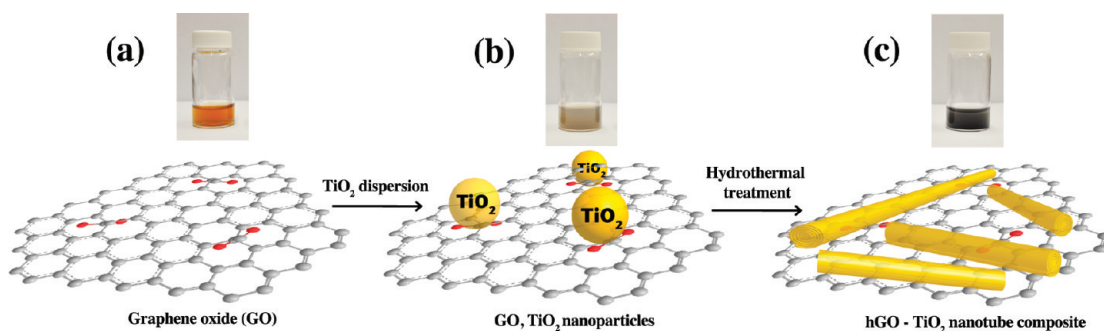 (a)
(b)
(c)
TiO₂ dispersion
Hydrothermal
treatment
TiO₂
TiO₂
TiO₂
Graphene oxide (GO)
GO, TiO₂ nanoparticles
hGO - TiO₂ nanotube composite